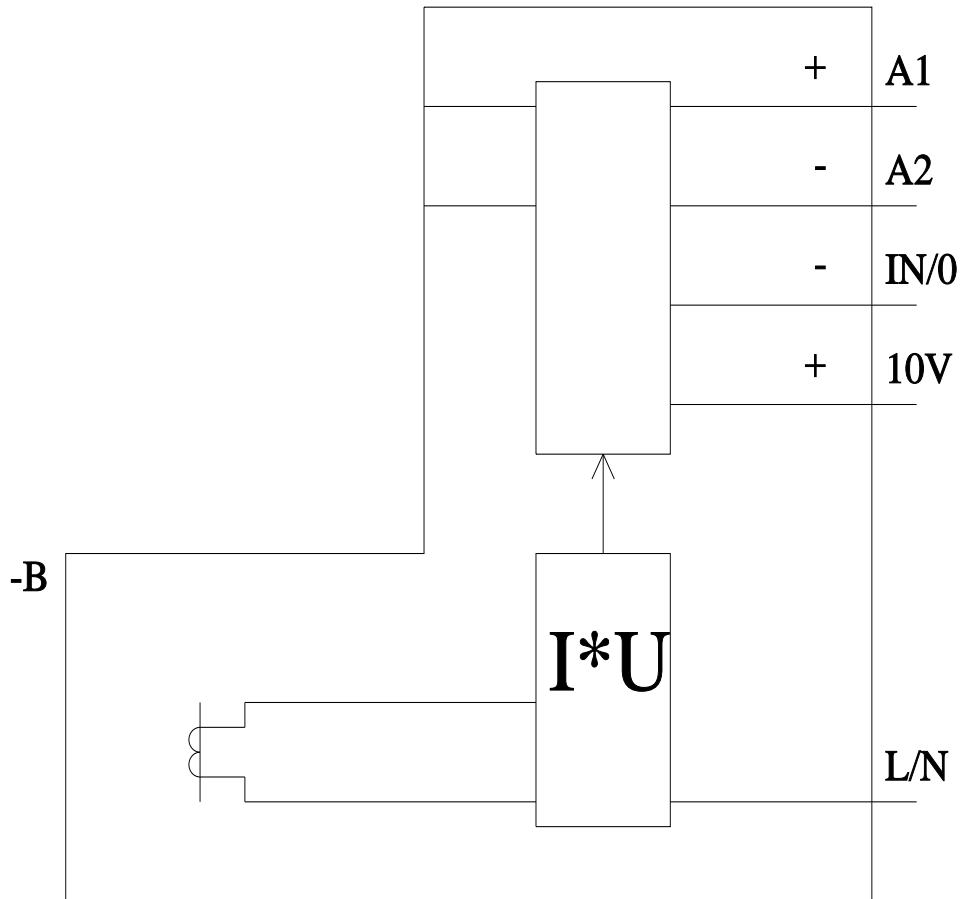 + A1
- A2
- IN/0
+ 10V
-B
I*U
L/N